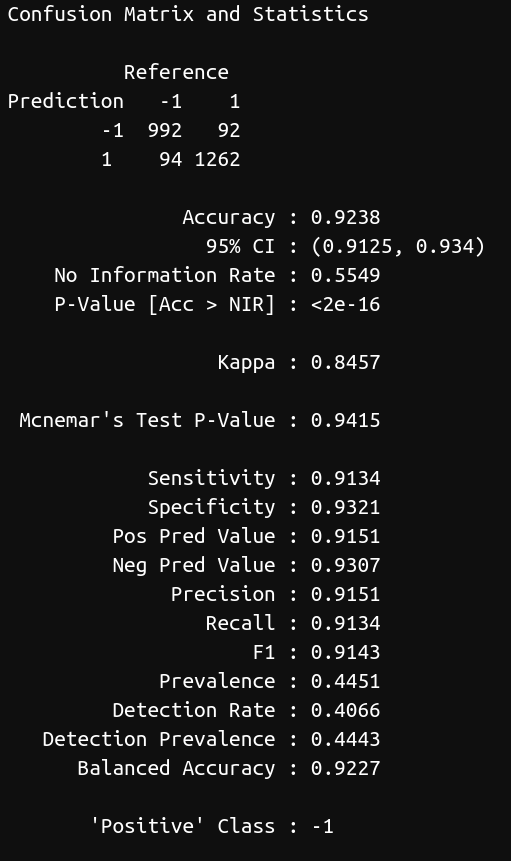 Confusion Matrix and Statistics
Reference
Prediction -1 1
-1 992 92
1 94 1262
Accuracy : 0.9238
95% CI : (0.9125, 0.934)
No Information Rate : 0.5549
P-Value [Acc > NIR] : <2e-16
Kappa : 0.8457
Mcnemar's Test P-Value : 0.9415
Sensitivity : 0.9134
Specificity : 0.9321
Pos Pred Value : 0.9151
Neg Pred Value : 0.9307
Precision : 0.9151
Recall : 0.9134
F1 : 0.9143
Prevalence : 0.4451
Detection Rate : 0.4066
Detection Prevalence : 0.4443
Balanced Accuracy : 0.9227
'Positive' Class : -1